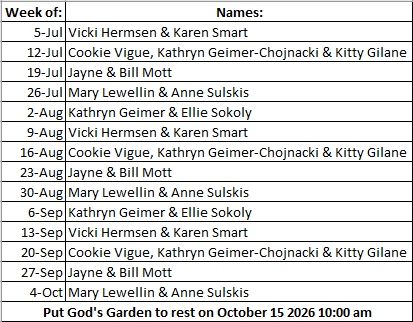 Week of: Names:
5-Jul Vicki Hermsen & Karen Smart
12-Jul Cookie Vigue, Kathryn Geimer-Chojnacki & Kitty Gilane
19-Jul Jayne & Bill Mott
26-Jul Mary Lewellin & Anne Sulskis
2-Aug Kathryn Geimer & Ellie Sokoly
9-Aug Vicki Hermsen & Karen Smart
16-Aug Cookie Vigue, Kathryn Geimer-Chojnacki & Kitty Gilane
23-Aug Jayne & Bill Mott
30-Aug Mary Lewellin & Anne Sulskis
6-Sep Kathryn Geimer & Ellie Sokoly
13-Sep Vicki Hermsen & Karen Smart
20-Sep Cookie Vigue, Kathryn Geimer-Chojnacki & Kitty Gilane
27-Sep Jayne & Bill Mott
4-Oct Mary Lewellin & Anne Sulskis
Put God's Garden to rest on October 15 2026 10:00 am